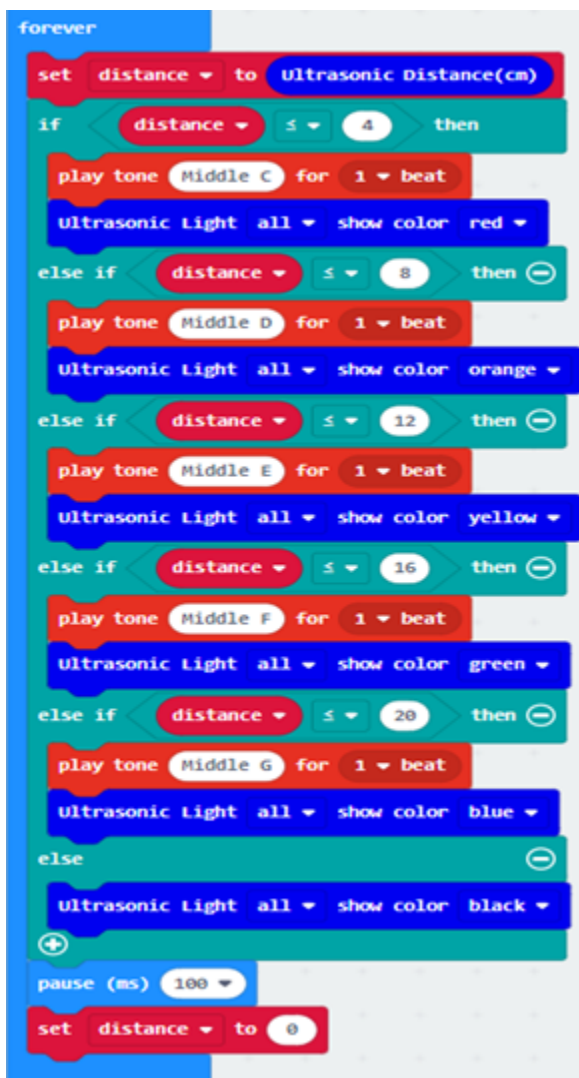 forever
set distance to Ultrasonic Distance(cm)
if distance ≤ 4 then
play tone Middle C for 1 beat
Ultrasonic Light all show color red
else if distance ≤ 8 then
play tone Middle D for 1 beat
Ultrasonic Light all show color orange
else if distance ≤ 12 then
play tone Middle E for 1 beat
Ultrasonic Light all show color yellow
else if distance ≤ 16 then
play tone Middle F for 1 beat
Ultrasonic Light all show color green
else if distance ≤ 20 then
play tone Middle G for 1 beat
Ultrasonic Light all show color blue
else
Ultrasonic Light all show color black
pause (ms) 100
set distance to 0